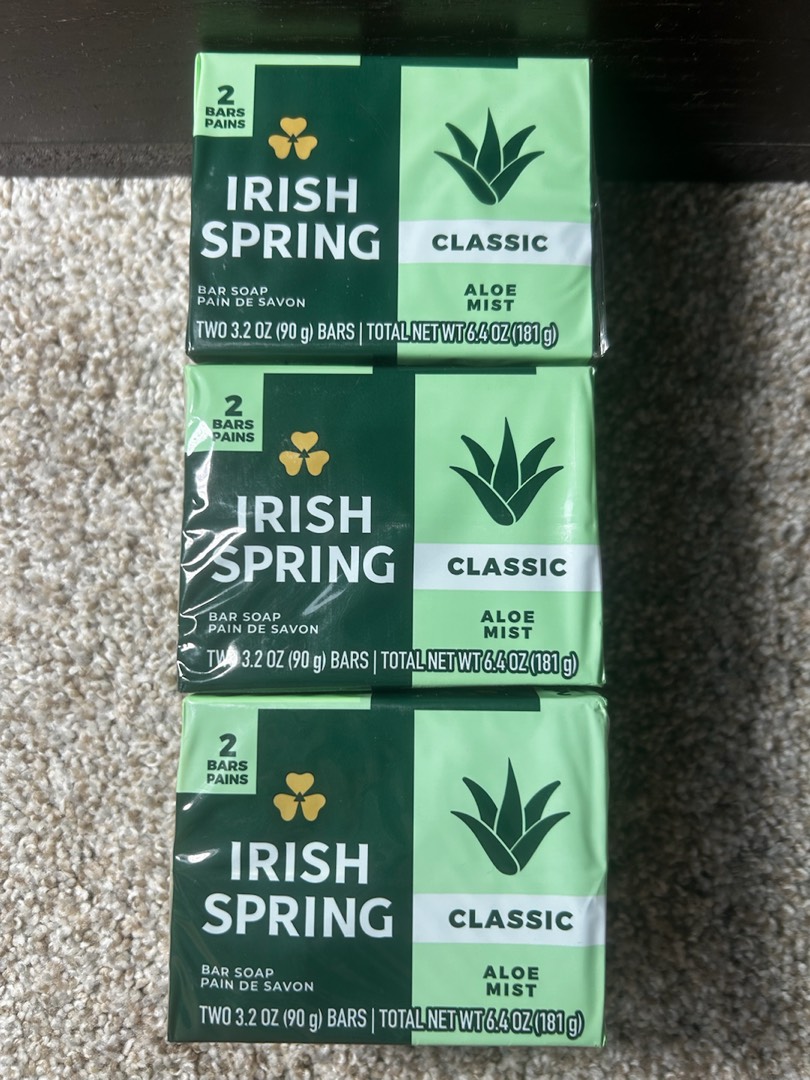 2
BARS
PAINS
IRISH
SPRING
BAR SOAP
PAIN DE SAVON
CLASSIC
ALOE
MIST
TWO 3.2 OZ (90 g) BARS | TOTAL NET WT 6.4 OZ (181 g)
2
BARS
PAINS
IRISH
SPRING
BAR SOAP
PAIN DE SAVON
CLASSIC
ALOE
MIST
TWO 3.2 OZ (90 g) BARS | TOTAL NET WT 6.4 OZ (181 g)
2
BARS
PAINS
IRISH
SPRING
BAR SOAP
PAIN DE SAVON
CLASSIC
ALOE
MIST
TWO 3.2 OZ (90 g) BARS | TOTAL NET WT 6.4 OZ (181 g)